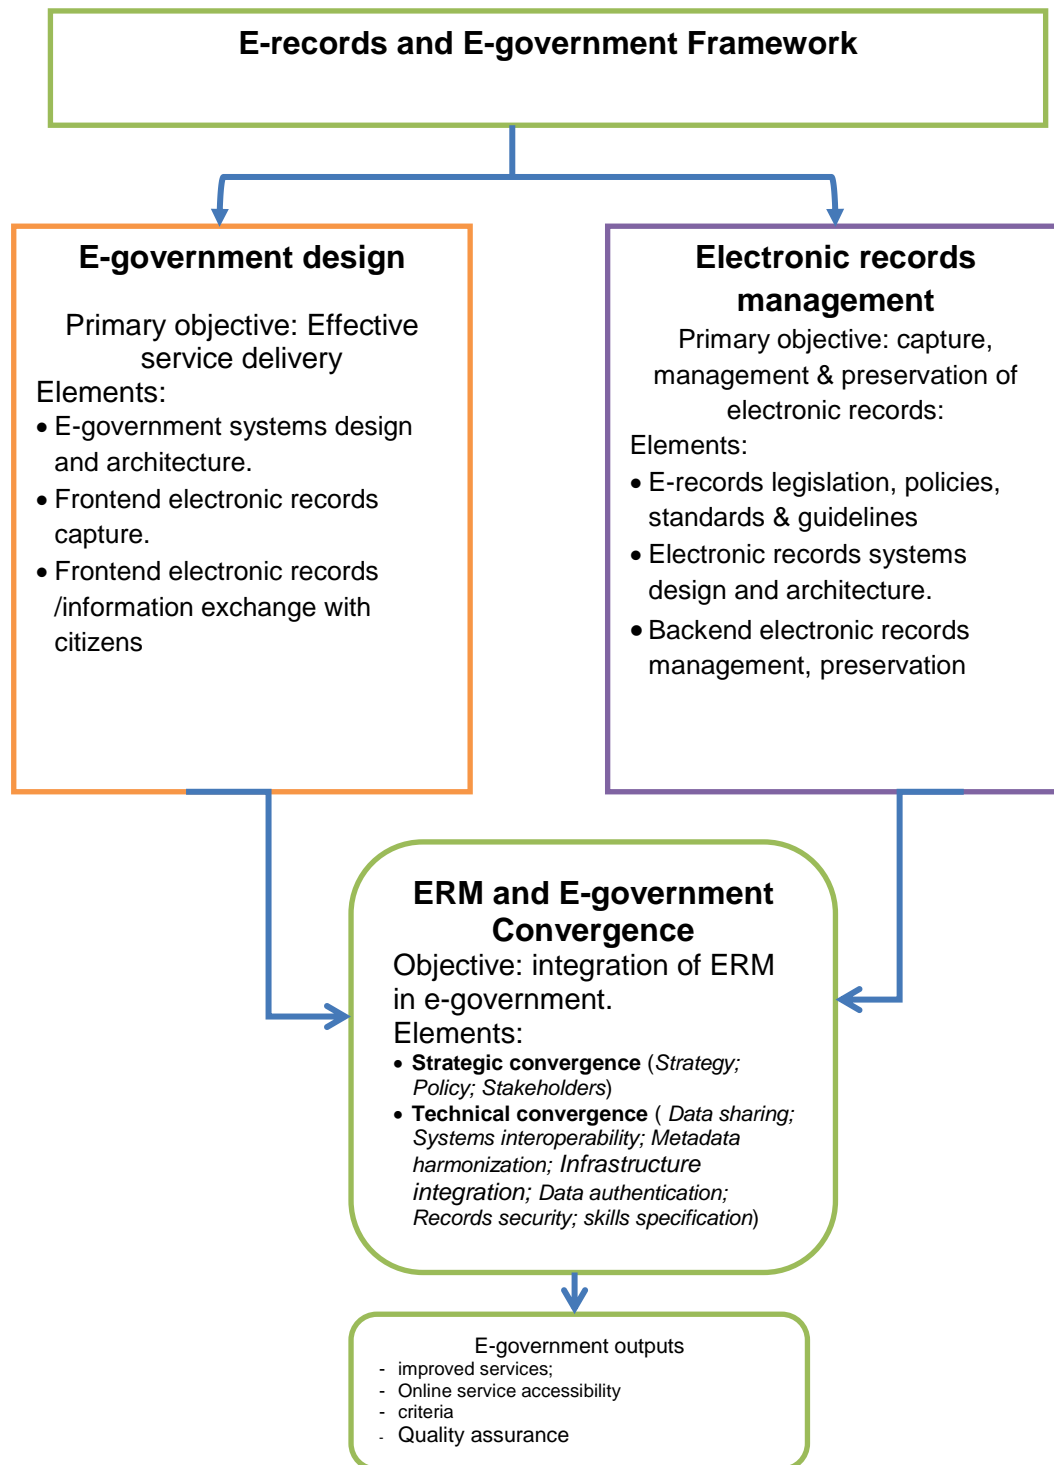 E-records and E-government Framework
E-government design
Primary objective: Effective
service delivery
Elements:
• E-government systems design
and architecture.
• Frontend electronic records
capture.
• Frontend electronic records
/information exchange with
citizens
Electronic records
management
Primary objective: capture,
management & preservation of
electronic records:
Elements:
• E-records legislation, policies,
standards & guidelines
• Electronic records systems
design and architecture.
• Backend electronic records
management, preservation
ERM and E-government
Convergence
Objective: integration of ERM
in e-government.
Elements:
• Strategic convergence (Strategy;
Policy; Stakeholders)
• Technical convergence ( Data sharing;
Systems interoperability; Metadada
harmonization; Infrastructure
integration; Data authentication;
Records security; skills specification)
E-government outputs
- improved services;
- Online service accessibility
- criteria
- Quality assurance